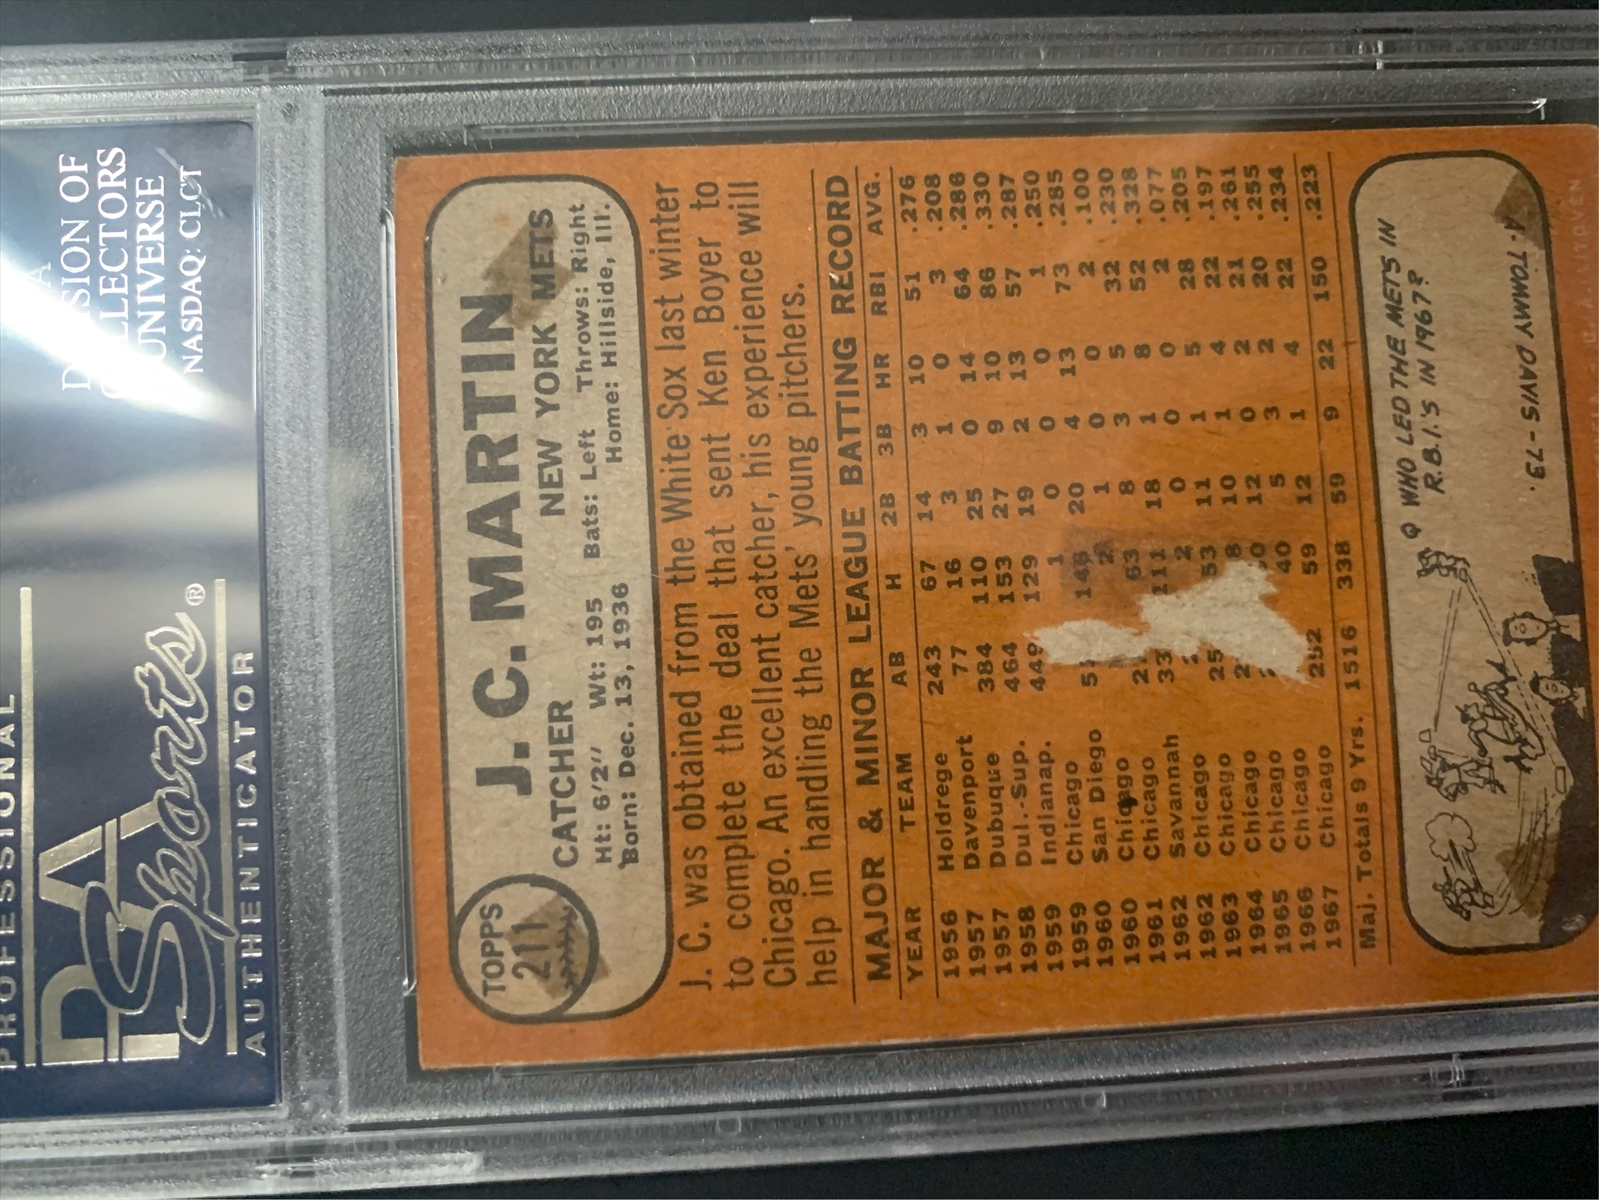 PROFESSIONAL
PSA
Sports®
AUTHENTICATOR
DIVISION OF
COLLECTORS
UNIVERSE
NASDAQ: CLCT
TOPPS
211
J. C. MARTIN
CATCHER NEW YORK METS
Ht: 6'2" Wt: 195 Bats: Left Throws: Right
Born: Dec. 13, 1936 Home: Hillside, Ill.
J. C. was obtained from the White Sox last winter
to complete the deal that sent Ken Boyer to
Chicago. An excellent catcher, his experience will
help in handling the Mets' young pitchers.
MAJOR & MINOR LEAGUE BATTING RECORD
YEAR TEAM AB H 2B 3B HR RBI AVG.
1956 Holdrege 243 67 14 3 10 51 .276
1957 Davenport 77 16 3 1 0 3 .208
1957 Dubuque 384 110 25 0 14 64 .286
1958 Dul.-Sup. 464 153 27 9 10 86 .330
1959 Indianap. 449 129 19 2 13 57 .287
1959 Chicago 1 0 0 0 1 .250
1960 San Diego 146 20 4 13 73 .285
1960 Chicago 2 1 0 0 2 .100
1961 Chicago 63 8 3 5 32 .230
1962 Savannah 111 18 1 8 52 .328
1962 Chicago 2 0 0 0 2 .077
1963 Chicago 53 11 1 5 28 .205
1964 Chicago 10 1 4 22 .197
1965 Chicago 12 0 2 21 .261
1966 Chicago 40 5 3 2 20 .255
1967 Chicago 252 59 12 1 4 22 .234
Maj. Totals 9 Yrs. 1516 338 59 9 22 150 .223
Q WHO LED THE METS IN
R.B.I.'S IN 1967?
A. TOMMY DAVIS - 73.